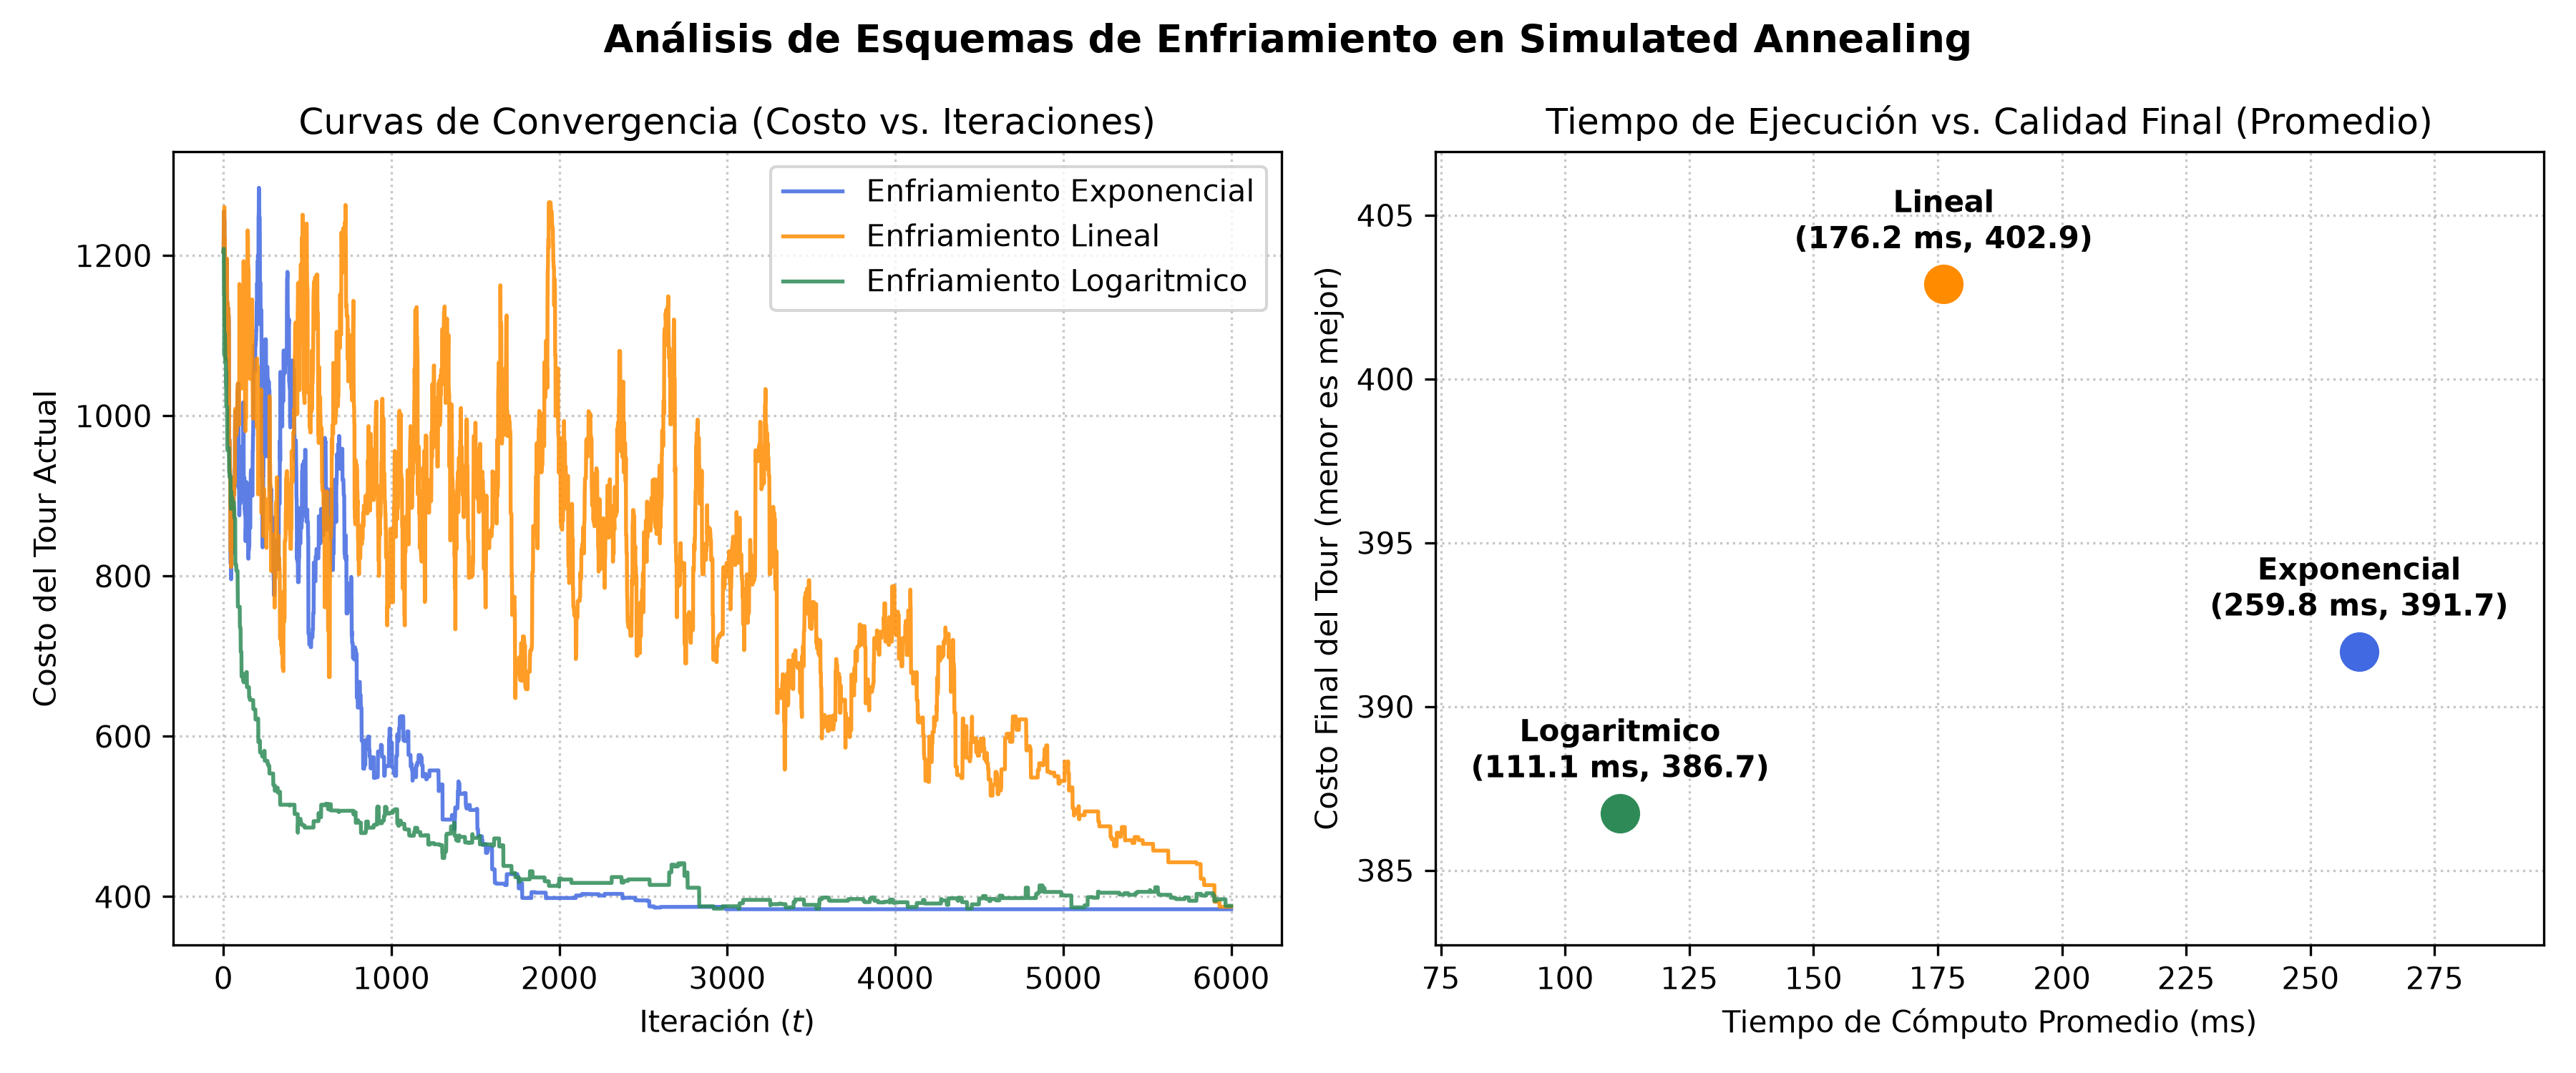 Análisis de Esquemas de Enfriamiento en Simulated Annealing
Curvas de Convergencia (Costo vs. Iteraciones)
Costo del Tour Actual
1200
1000
800
600
400
Enfriamiento Exponencial
Enfriamiento Lineal
Enfriamiento Logaritmico
0 1000 2000 3000 4000 5000 6000
Iteración (t)
Tiempo de Ejecución vs. Calidad Final (Promedio)
Costo Final del Tour (menor es mejor)
405
400
395
390
385
Lineal
(176.2 ms, 402.9)
Exponencial
(259.8 ms, 391.7)
Logaritmico
(111.1 ms, 386.7)
75 100 125 150 175 200 225 250 275
Tiempo de Cómputo Promedio (ms)